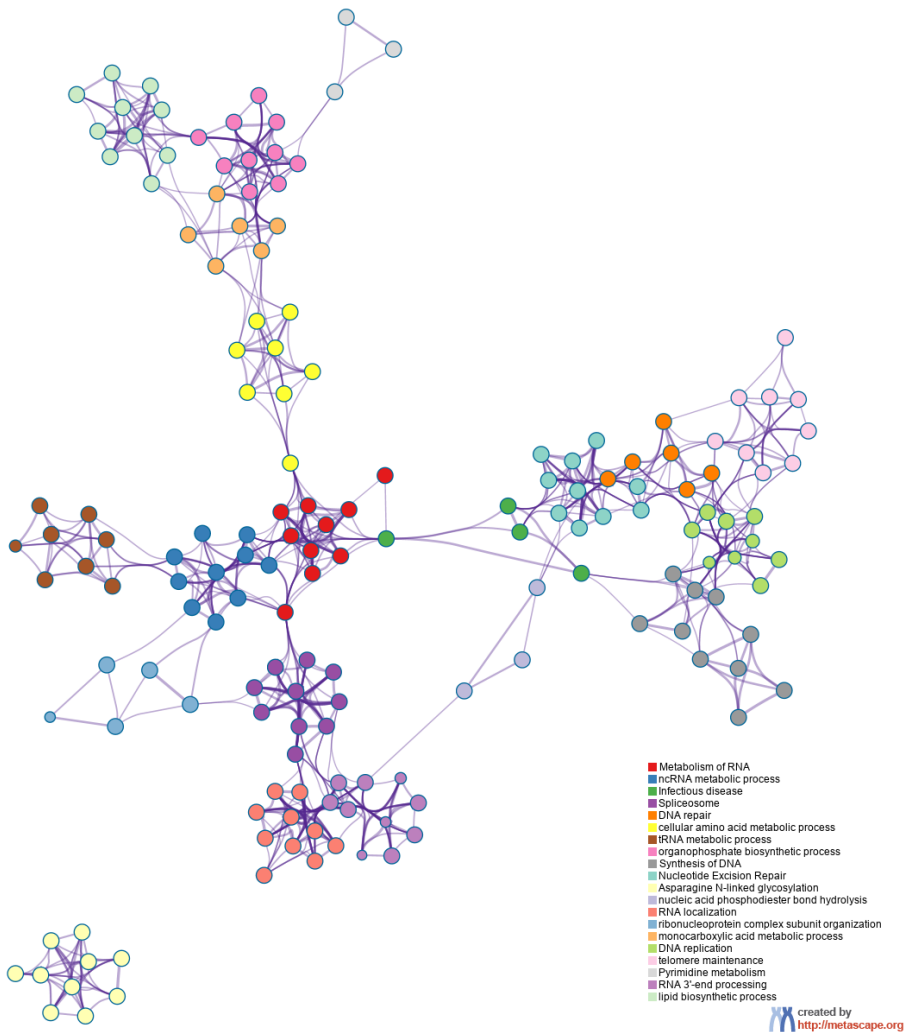 Metabolism of RNA
ncRNA metabolic process
Infectious disease
Spliceosome
DNA repair
cellular amino acid metabolic process
tRNA metabolic process
organophosphate biosynthetic process
Synthesis of DNA
Nucleotide Excision Repair
Asparagine N-linked glycosylation
nucleic acid phosphodiester bond hydrolysis
RNA localization
ribonucleoprotein complex subunit organization
monocarboxylic acid metabolic process
DNA replication
telomere maintenance
Pyrimidine metabolism
RNA 3'-end processing
lipid biosynthetic process
created by
http://metascape.org